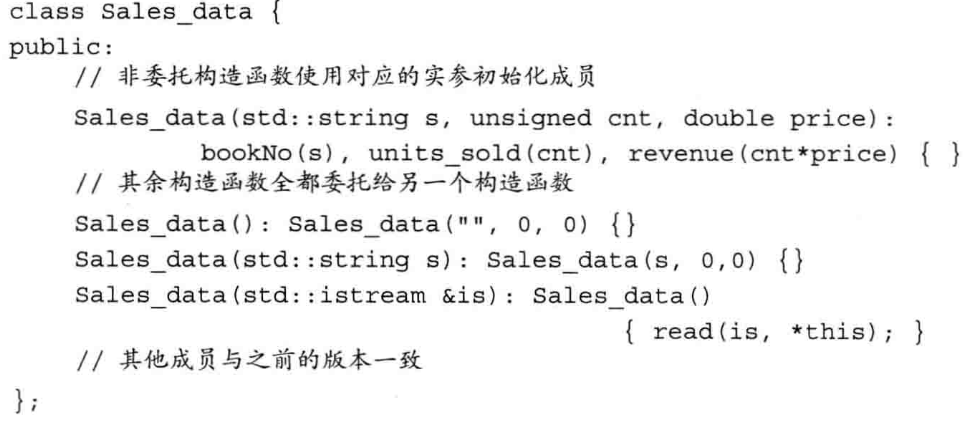 class Sales_data {
public:
// 非委托构造函数使用对应的实参初始化成员
Sales_data(std::string s, unsigned cnt, double price):
bookNo(s), units_sold(cnt), revenue(cnt*price) { }
// 其余构造函数全都委托给另一个构造函数
Sales_data(): Sales_data("", 0, 0) {}
Sales_data(std::string s): Sales_data(s, 0,0) {}
Sales_data(std::istream &is): Sales_data()
{ read(is, *this); }
// 其他成员与之前的版本一致
};